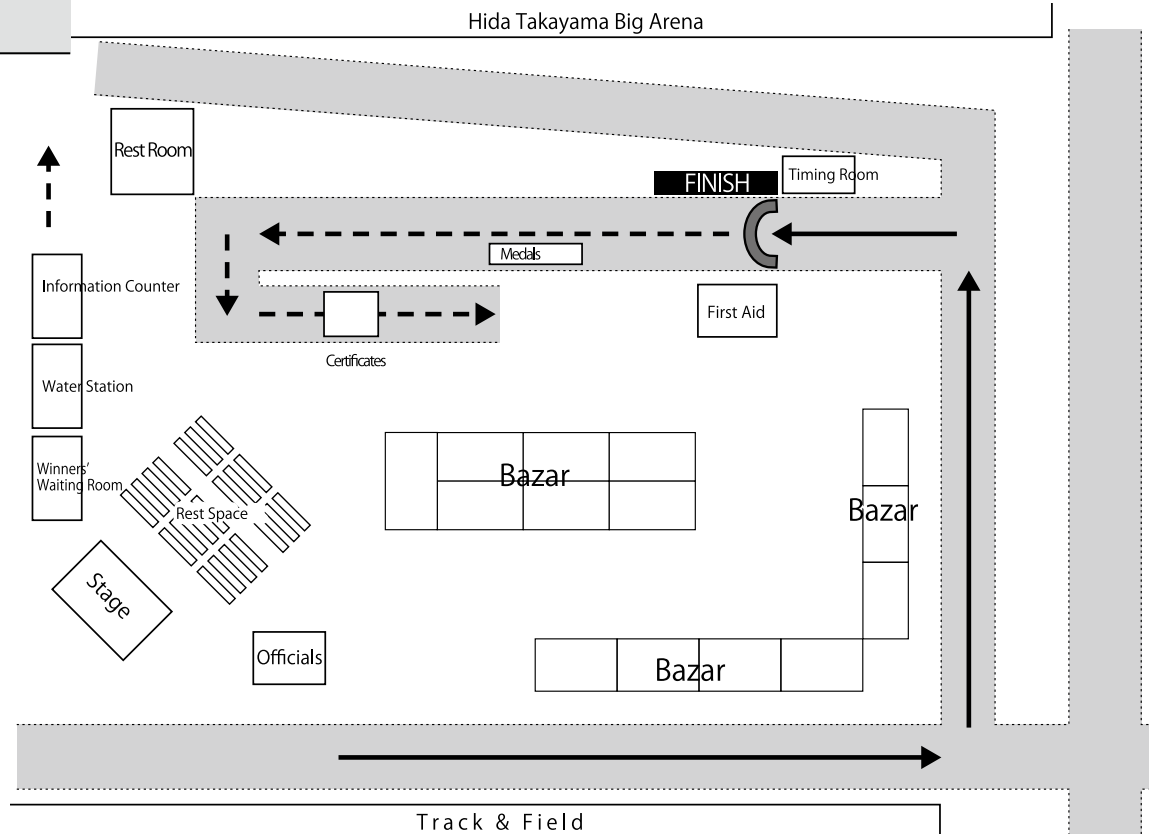 Hida Takayama Big Arena
Rest Room
FINISH
Timing Room
Medals
Information Counter
First Aid
Certificates
Water Station
Winners'
Waiting Room
Rest Space
Bazar
Bazar
Stage
Officials
Bazar
Track & Field